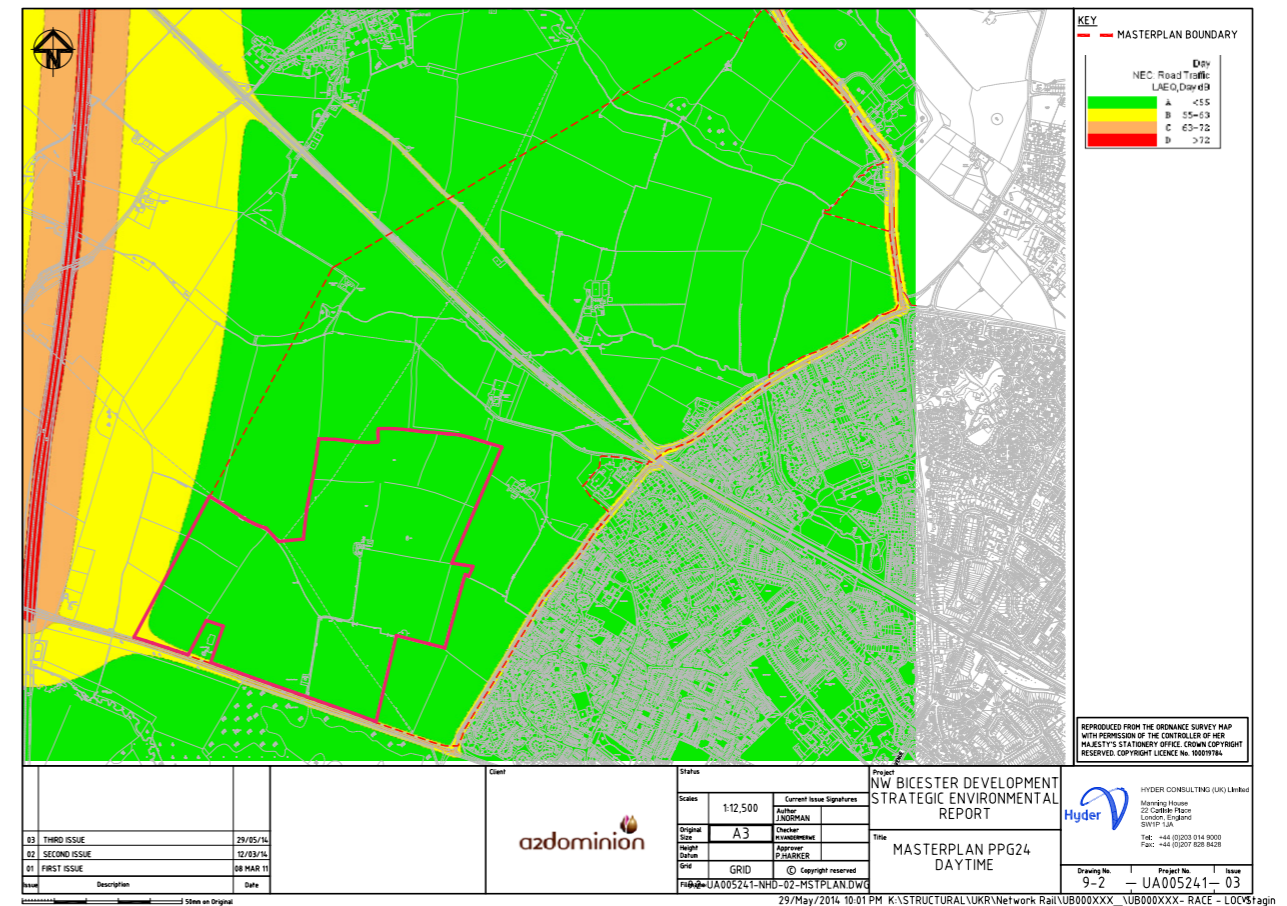 N
KEY
MASTERPLAN BOUNDARY
Day
NEC: Road Traffic
LAEQ,Day dB
A <55
B 55-63
C 63-72
D >72
REPRODUCED FROM THE ORDNANCE SURVEY MAP
WITH PERMISSION OF THE CONTROLLER OF HER
MAJESTY'S STATIONERY OFFICE. CROWN COPYRIGHT
RESERVED. COPYRIGHT LICENCE No. 100019784
03 THIRD ISSUE 29/05/14
02 SECOND ISSUE 12/03/14
01 FIRST ISSUE 08 MAR 11
Issue Description Date
50mm on Original
Client
a2dominion
Status
Scales
1:12,500
Current Issue Signatures
Author
J.NORMAN
Original
Size
A3
Checker
H.VANDERMERWE
Height
Datum
Approver
P.HARKER
Grid
GRID
© Copyright reserved
UA005241-NHD-02-MSTPLAN.DWG
Project
NW BICESTER DEVELOPMENT
STRATEGIC ENVIRONMENTAL
REPORT
Title
MASTERPLAN PPG24
DAYTIME
Hyder
HYDER CONSULTING (UK) Limited
Manning House
22 Carlisle Place
London, England
SW1P 1JA
Tel: +44 (0)203 014 9000
Fax: +44 (0)207 828 8428
Drawing No. Project No. Issue
9-2 — UA005241— 03
29/May/2014 10:01 PM K:\STRUCTURAL\UKR\Network Rail\UB000XXX_\UB000XXX- RACE -